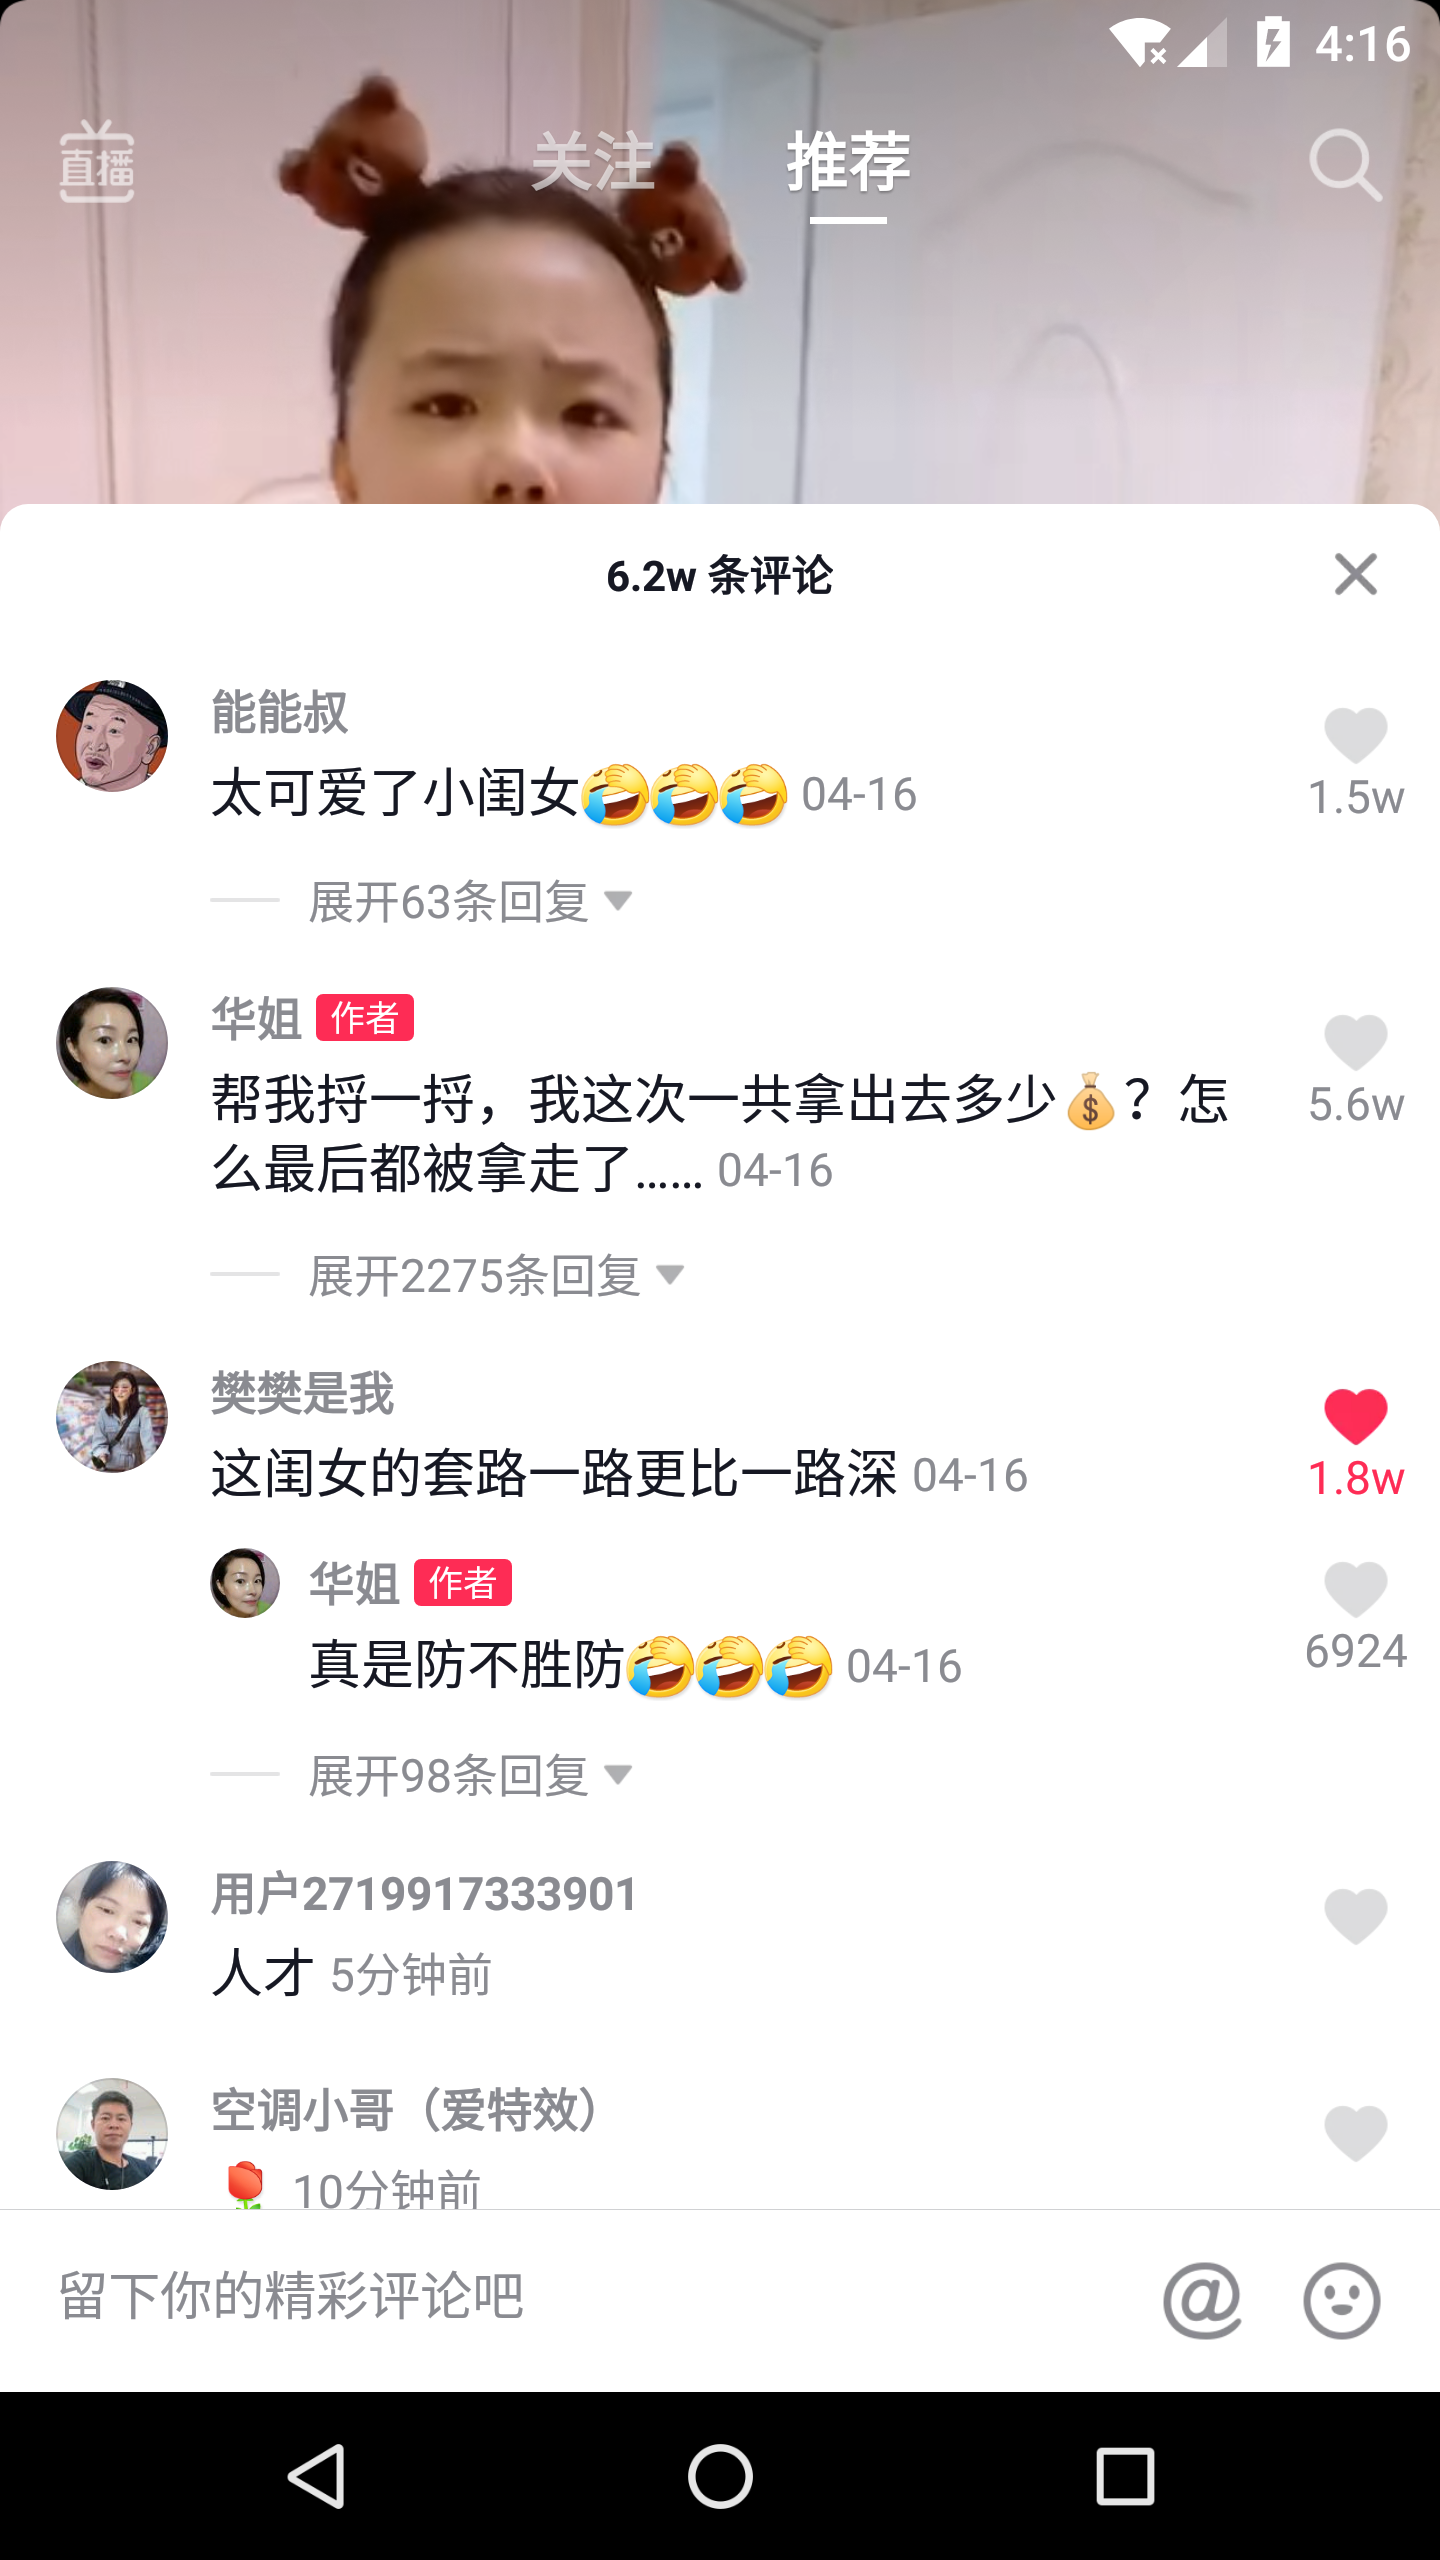 4:16
直播
关注
推荐
6.2w 条评论
能能叔
太可爱了小闺女🤣🤣🤣 04-16
1.5w
展开63条回复
华姐 作者
帮我捋一捋，我这次一共拿出去多少💰？怎
么最后都被拿走了...... 04-16
5.6w
展开2275条回复
樊樊是我
这闺女的套路一路更比一路深 04-16
1.8w
华姐 作者
真是防不胜防🤣🤣🤣 04-16
6924
展开98条回复
用户2719917333901
人才 5分钟前
空调小哥（爱特效）
🌹 10分钟前
留下你的精彩评论吧
@